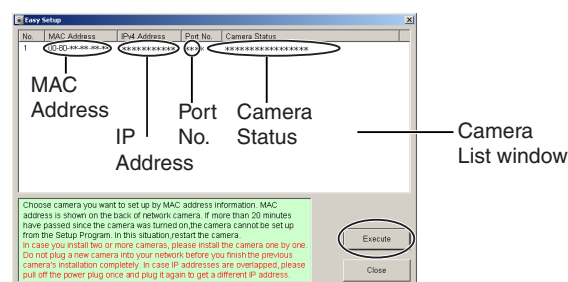 Easy Setup
No. MAC Address IPv4 Address Port No. Camera Status
1 00-80-**-**-**-** *********** **** *****************
MAC Address
IP Address
Port No.
Camera Status
Camera List window
Choose camera you want to set up by MAC address information. MAC
address is shown on the back of network camera. If more than 20 minutes
have passed since the camera was turned on,the camera cannot be set up
from the Setup Program. In this situation,restart the camera.
In case you install two or more cameras, please install the camera one by one.
Do not plug a new camera into your network before you finish the previous
camera's installation completely. In case IP addresses are overlapped, please
pull off the power plug once and plug it again to get a different IP address.
Execute
Close